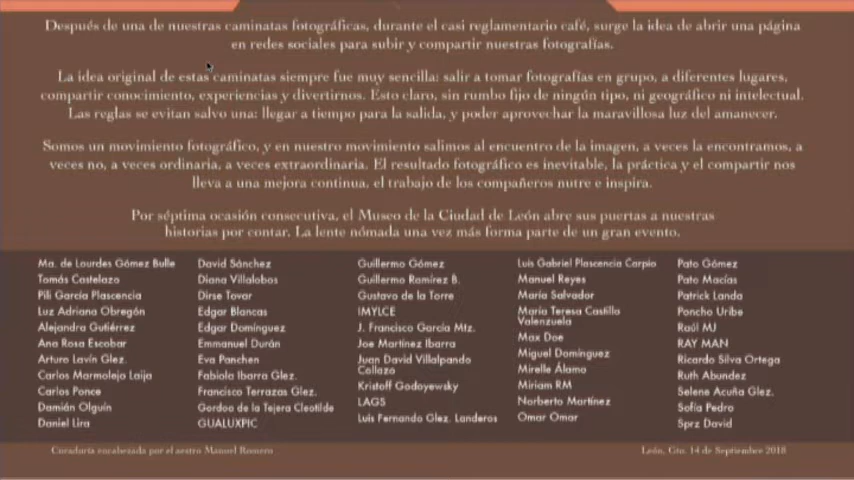 Después de una de nuestras caminatas fotográficas, durante el casi reglamentario café, surge la idea de abrir una página
en redes sociales para subir y compartir nuestras fotografías.
La idea original de estas caminatas siempre fue muy sencilla: salir a tomar fotografías en grupo, a diferentes lugares,
compartir conocimiento, experiencias y divertirnos. Esto claro, sin rumbo fijo de ningún tipo, ni geográfico ni intelectual.
Las reglas se evitan salvo una: llegar a tiempo para la salida, y poder aprovechar la maravillosa luz del amanecer.
Somos un movimiento fotográfico, y en nuestro movimiento salimos al encuentro de la imagen, a veces la encontramos, a
veces no, a veces ordinaria, a veces extraordinaria. El resultado fotográfico es inevitable, la práctica y el compartir nos
lleva a una mejora continua, el trabajo de los compañeros nutre e inspira.
Por séptima ocasión consecutiva, el Museo de la Ciudad de León abre sus puertas a nuestras
historias por contar. La lente nómada una vez más forma parte de un gran evento.
Ma. de Lourdes Gómez Bulle
Tomás Castelazo
Pili García Plascencia
Luz Adriana Obregón
Alejandra Gutiérrez
Ana Rosa Escobar
Arturo Lavín Glez.
Carlos Marmolejo Laija
Carlos Ponce
Damián Olguín
Daniel Lira
David Sánchez
Diana Villalobos
Dirse Tovar
Edgar Blancas
Edgar Domínguez
Emmanuel Durán
Eva Panchen
Fabiola Ibarra Glez.
Francisco Terrazas Glez.
Gordoa de la Tejera Cleotilde
GUALUXPIC
Guillermo Gómez
Guillermo Ramírez B.
Gustavo de la Torre
IMYLCE
J. Francisco García Mtz.
Joe Martínez Ibarra
Juan David Villalpando
Collazo
Kristoff Godoyewsky
LAGS
Luis Fernando Glez. Landeros
Luis Gabriel Plascencia Carpio
Manuel Reyes
María Salvador
María Teresa Castillo
Valenzuela
Max Doe
Miguel Domínguez
Mirelle Álamo
Miriam RM
Norberto Martínez
Omar Omar
Pato Gómez
Pato Macías
Patrick Landa
Poncho Uribe
Raúl MJ
RAY MAN
Ricardo Silva Ortega
Ruth Abundez
Selene Acuña Glez.
Sofía Pedro
Sprz David
Curaduría encabezada por el aestro Manuel Romero
León, Gto. 14 de Septiembre 2018